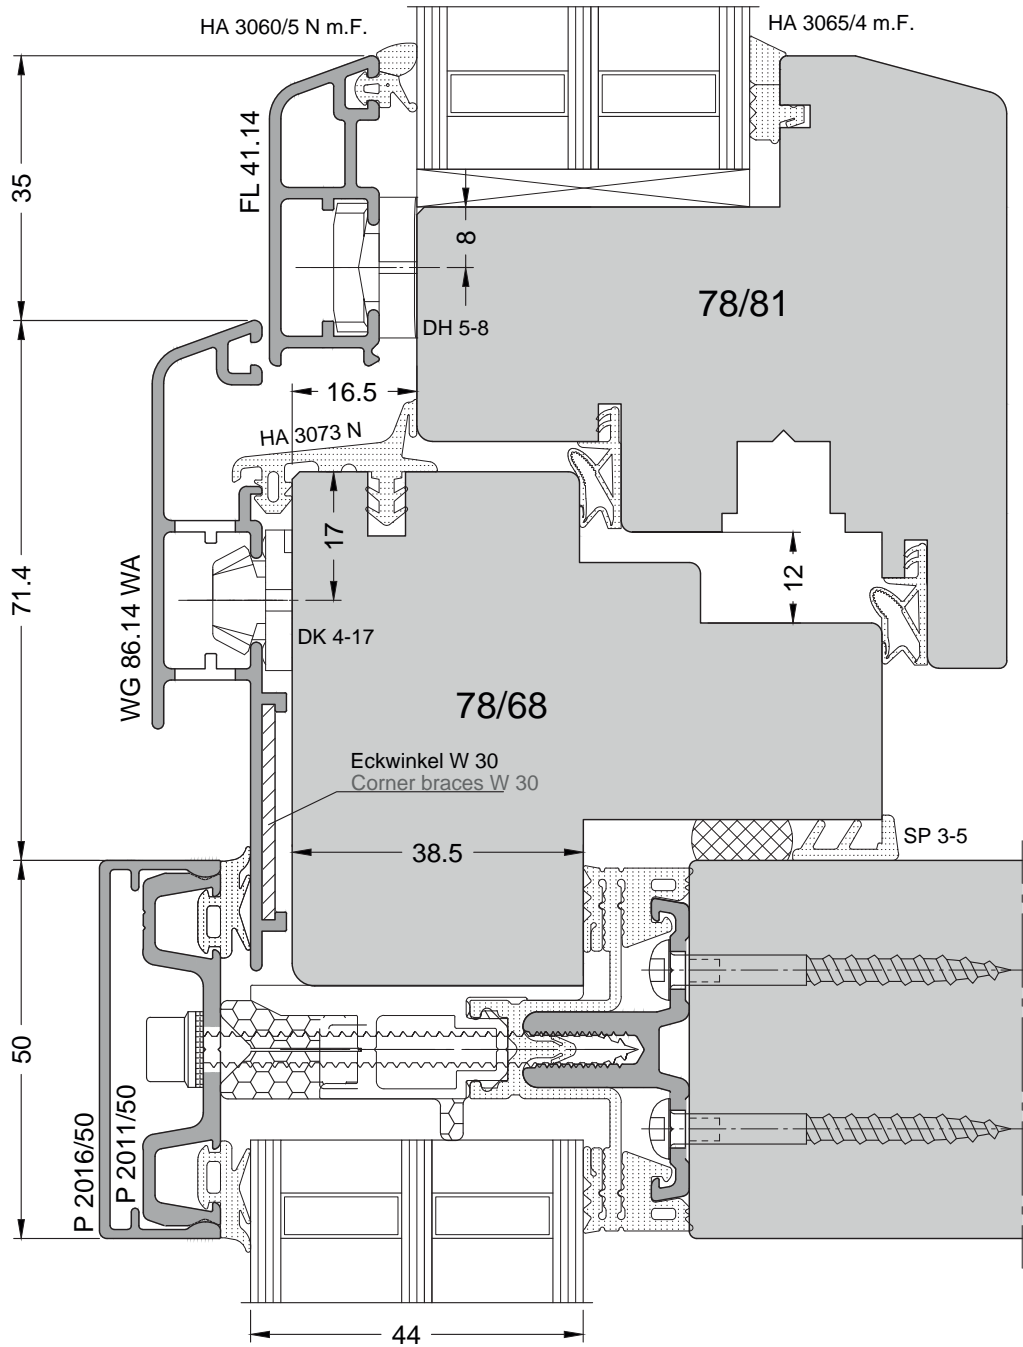 HA 3060/5 N m.F.
HA 3065/4 m.F.
FL 41.14
35
8
78/81
DH 5-8
16.5
HA 3073 N
17
12
71.4
WG 86.14 WA
DK 4-17
78/68
Eckwinkel W 30
Corner braces W 30
SP 3-5
38.5
50
P 2016/50
P 2011/50
44